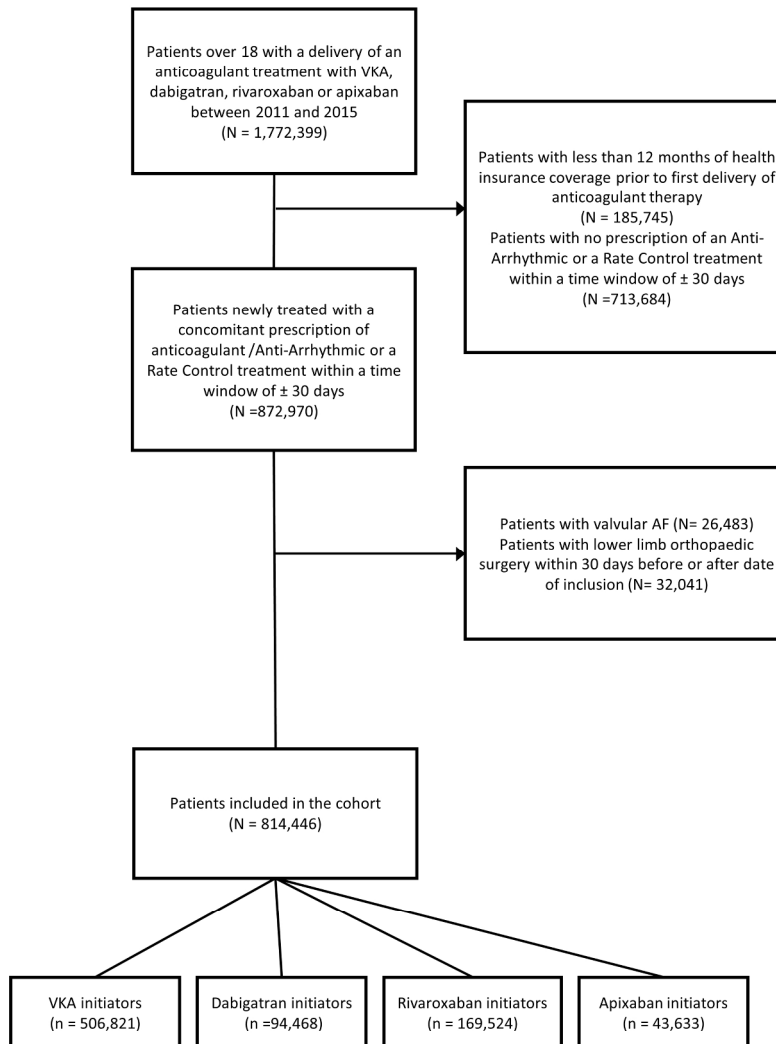 Patients over 18 with a delivery of an
anticoagulant treatment with VKA,
dabigatran, rivaroxaban or apixaban
between 2011 and 2015
(N = 1,772,399)
Patients with less than 12 months of health
insurance coverage prior to first delivery of
anticoagulant therapy
(N = 185,745)
Patients with no prescription of an Anti-
Arrhythmic or a Rate Control treatment
within a time window of ± 30 days
(N =713,684)
Patients newly treated with a
concomitant prescription of
anticoagulant /Anti-Arrhythmic or a
Rate Control treatment within a time
window of ± 30 days
(N =872,970)
Patients with valvular AF (N= 26,483)
Patients with lower limb orthopaedic
surgery within 30 days before or after date
of inclusion (N= 32,041)
Patients included in the cohort
(N = 814,446)
VKA initiators
(n = 506,821)
Dabigatran initiators
(n =94,468)
Rivaroxaban initiators
(n = 169,524)
Apixaban initiators
(n = 43,633)